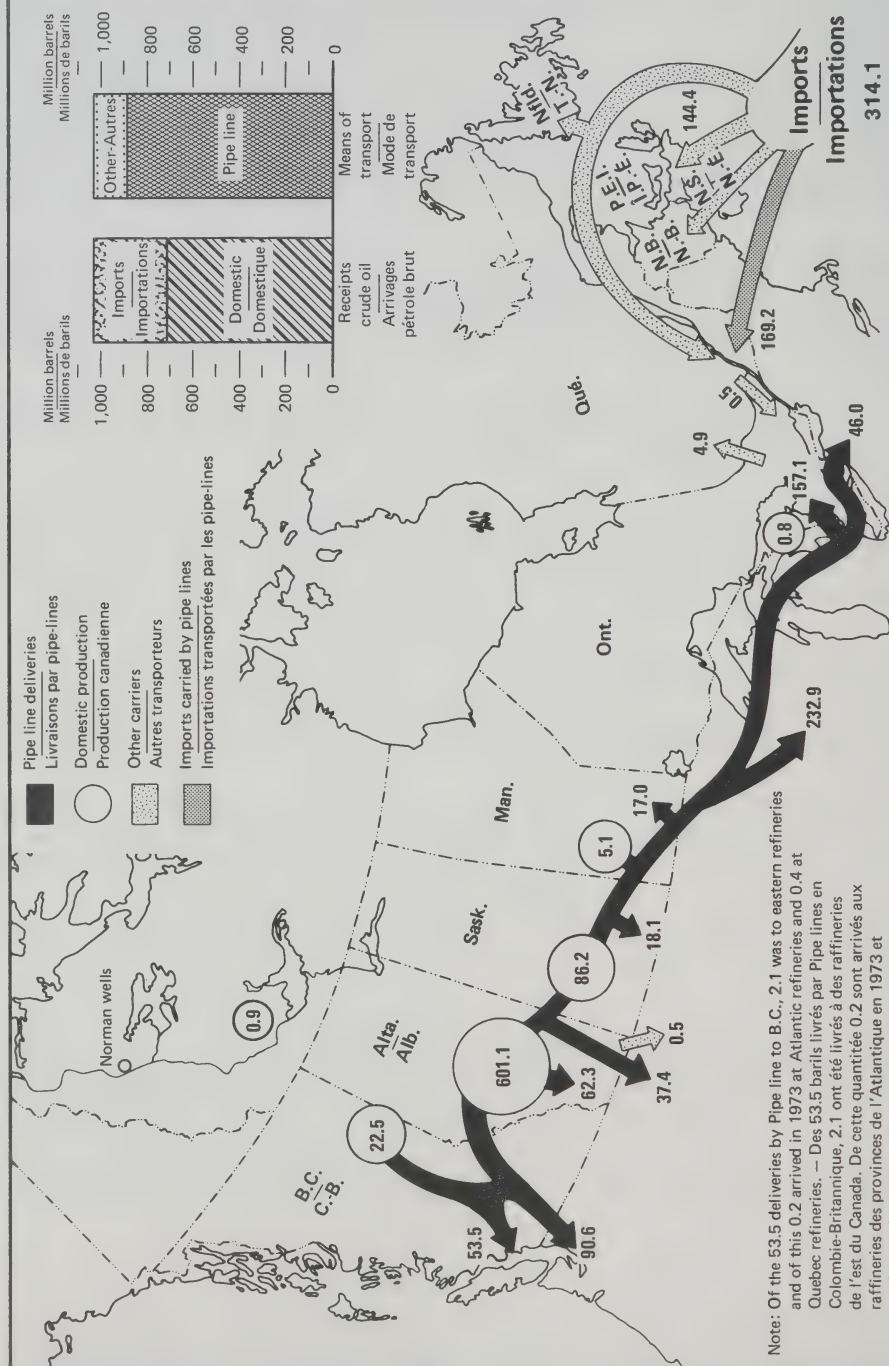 Million barrels
Millions de barils
1,000
800
600
400
200
0
Imports
Importations
Domestic
Domestique
Receipts
crude oil
Arrivages
pétrole brut
Other-Autres
Pipe line
Means of
transport
Mode de
transport
Million barrels
Millions de barils
1,000
800
600
400
200
0
Pipe line deliveries
Livraisons par pipe-lines
Domestic production
Production canadienne
Other carriers
Autres transporteurs
Imports carried by pipe lines
Importations transportées par les pipe-lines
Norman wells
0.9
B.C.
C.-B.
Alta.
Alb.
Sask.
Man.
Ont.
Qué.
Nfld.
T.-N.
P.E.I.
I.P.-E.
N.B.
N.B.
N.S.
N.E.
22.5
601.1
86.2
5.1
0.8
53.5
90.6
62.3
37.4
0.5
18.1
17.0
232.9
157.1
46.0
4.9
0.5
169.2
144.4
Imports
Importations
314.1
Note: Of the 53.5 deliveries by Pipe line to B.C., 2.1 was to eastern refineries
and of this 0.2 arrived in 1973 at Atlantic refineries and 0.4 at
Quebec refineries. — Des 53.5 barils livrés par Pipe lines en
Colombie-Britannique, 2.1 ont été livrés à des raffineries
de l'est du Canada. De cette quantitée 0.2 sont arrivés aux
raffineries des provinces de l'Atlantique en 1973 et